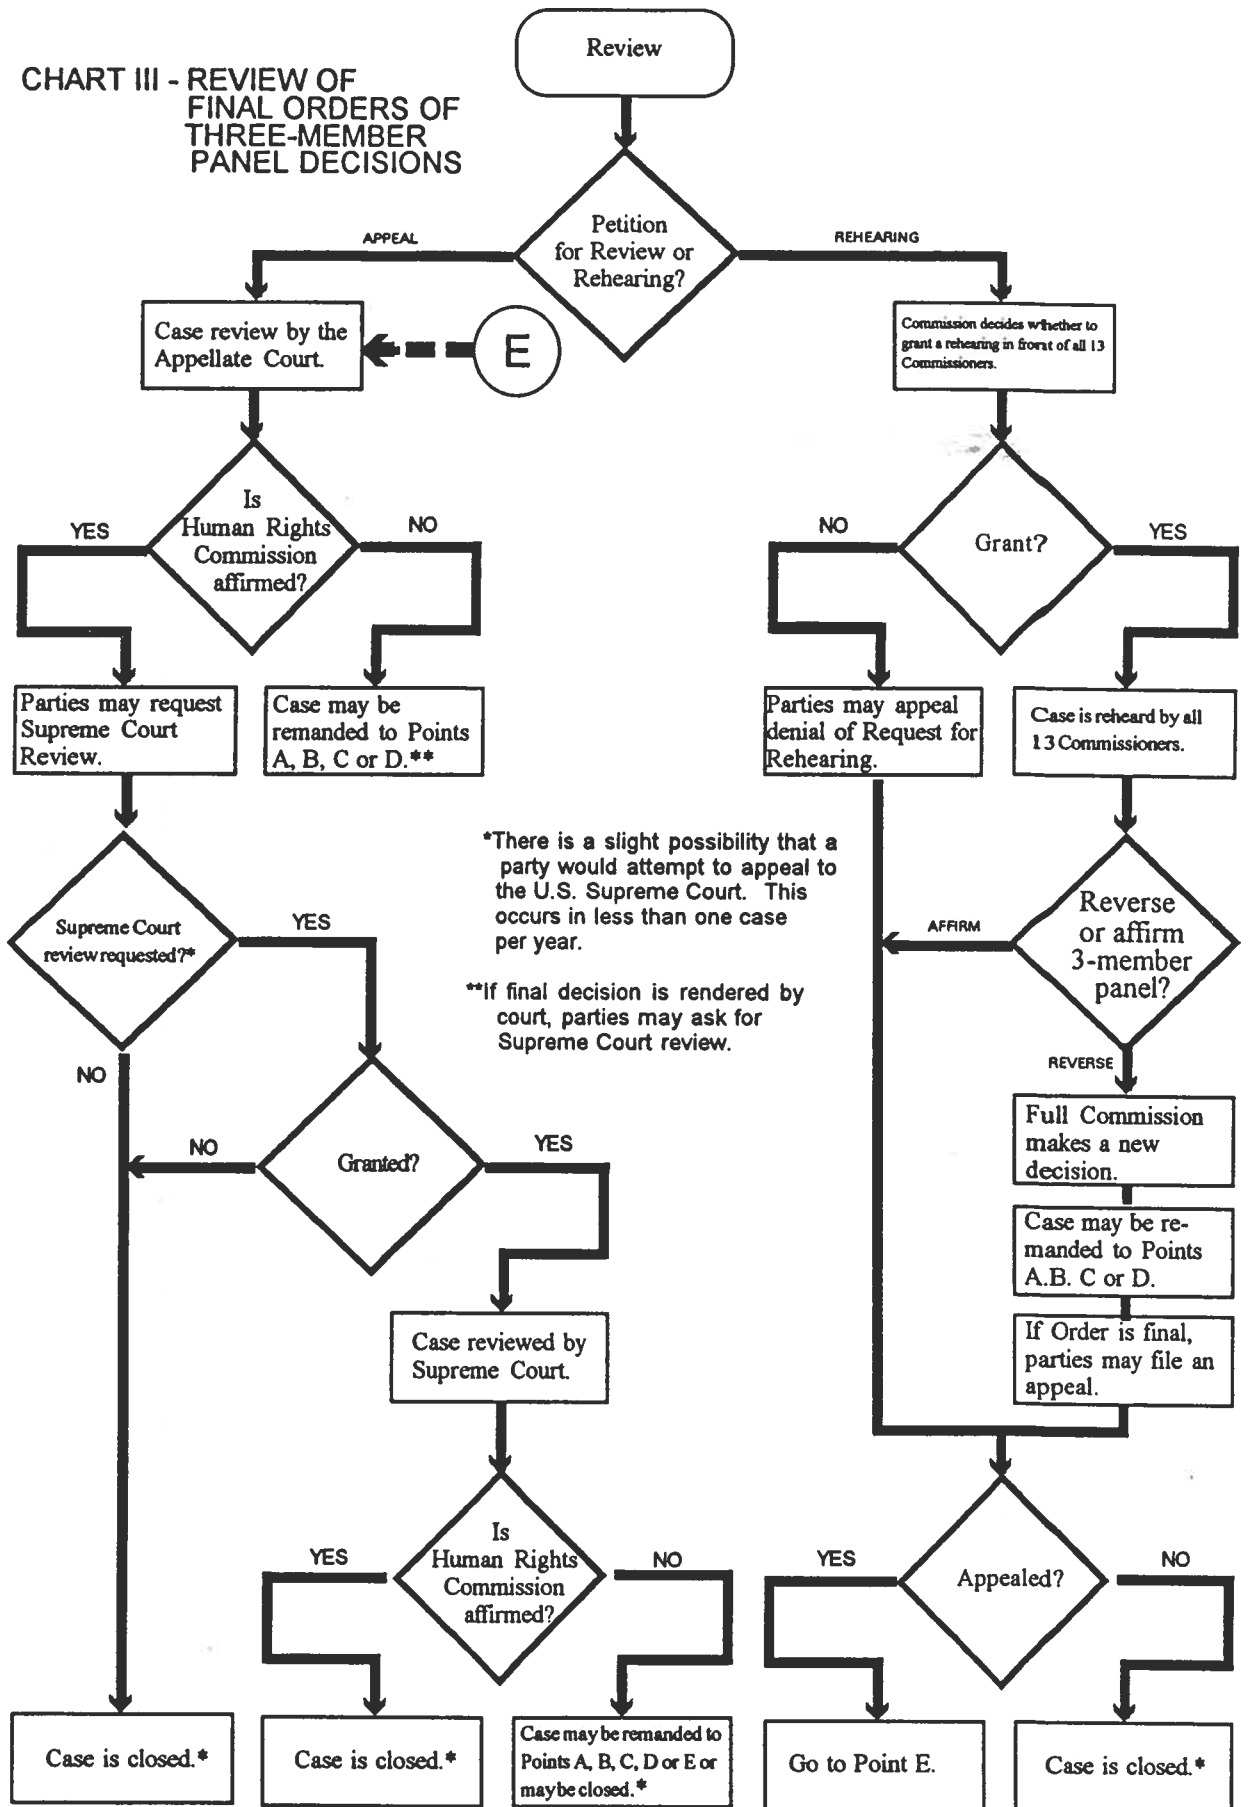 CHART III - REVIEW OF
FINAL ORDERS OF
THREE-MEMBER
PANEL DECISIONS
Review
Petition
for Review or
Rehearing?
APPEAL
REHEARING
Case review by the
Appellate Court.
E
Commission decides whether to
grant a rehearing in front of all 13
Commissioners.
Is
Human Rights
Commission
affirmed?
YES
NO
Grant?
NO
YES
Parties may request
Supreme Court
Review.
Case may be
remanded to Points
A, B, C or D.**
Parties may appeal
denial of Request for
Rehearing.
Case is reheard by all
13 Commissioners.
*There is a slight possibility that a
party would attempt to appeal to
the U.S. Supreme Court. This
occurs in less than one case
per year.
**If final decision is rendered by
court, parties may ask for
Supreme Court review.
Supreme Court
review requested?*
YES
NO
Reverse
or affirm
3-member
panel?
AFFIRM
REVERSE
Granted?
NO
YES
Full Commission
makes a new
decision.
Case may be re-
manded to Points
A.B. C or D.
If Order is final,
parties may file an
appeal.
Case reviewed by
Supreme Court.
Is
Human Rights
Commission
affirmed?
YES
NO
Appealed?
YES
NO
Case is closed.*
Case is closed.*
Case may be remanded to
Points A, B, C, D or E or
may be closed.*
Go to Point E.
Case is closed.*